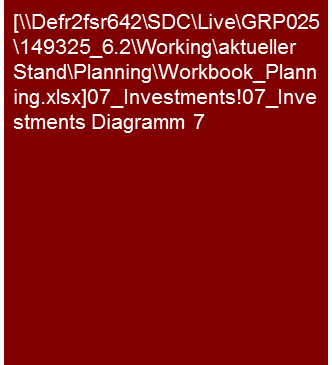 [\\Defr2fsr642\SDC\Live\GRP025
\149325_6.2\Working\aktueller
Stand\Planning\Workbook_Plann
ing.xlsx]07_Investments!07_Inve
stments Diagramm 7